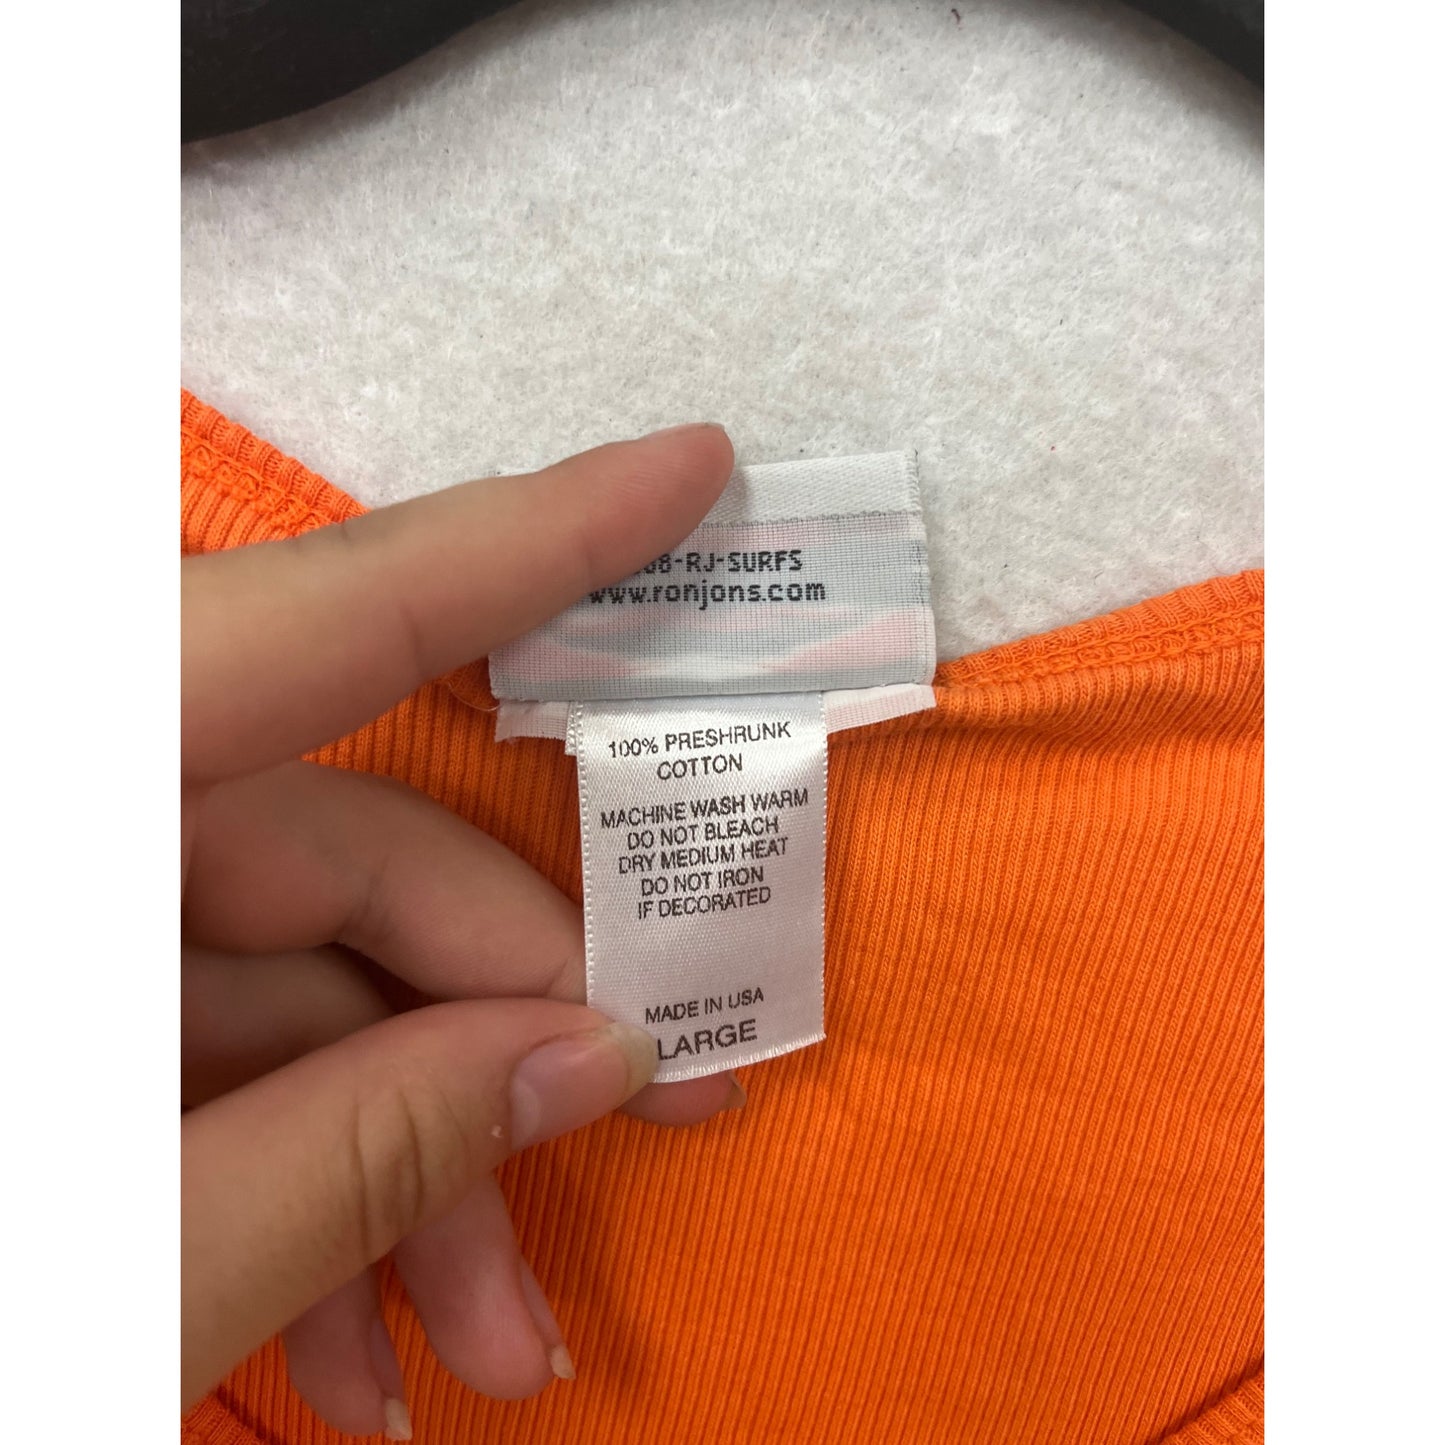 88-RJ-SURFS
www.ronjons.com
100% PRESHRUNK
COTTON
MACHINE WASH WARM
DO NOT BLEACH
DRY MEDIUM HEAT
DO NOT IRON
IF DECORATED
MADE IN USA
LARGE